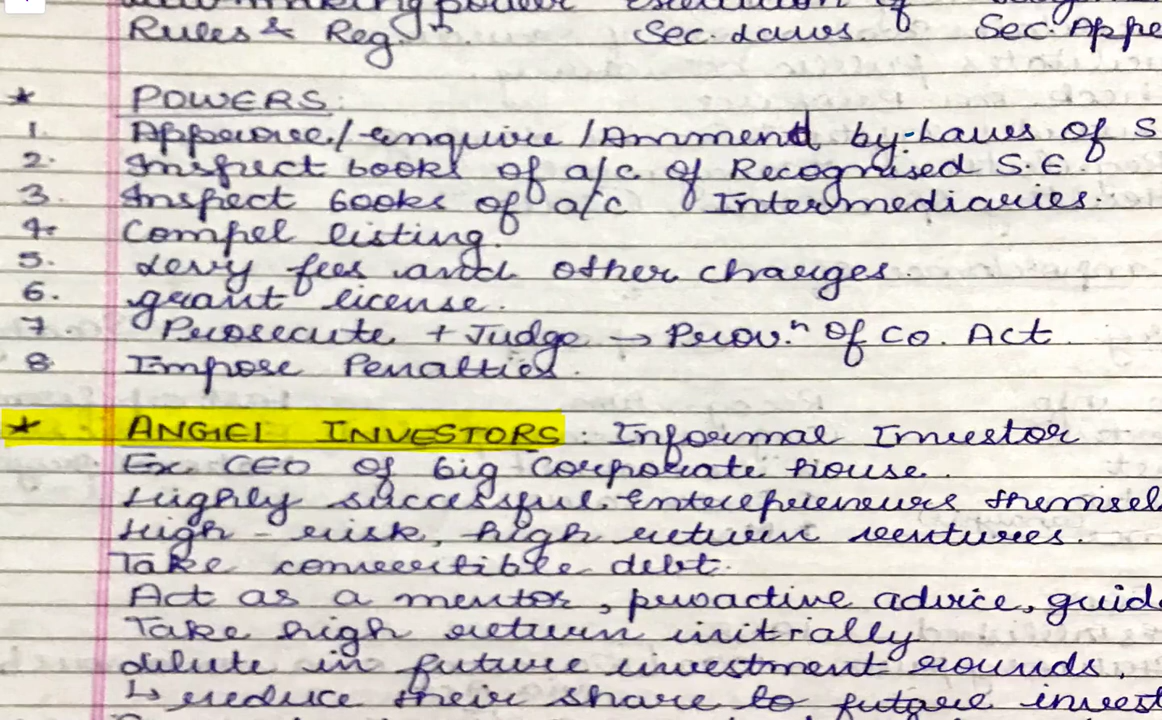 Rules & Reg.ⁿ. Sec. Laws. of Sec. Appe
* POWERS:
1. Approve/enquire/Ammend by-Laws of S
2. Inspect books of a/c of Recognised S.E.
3. Inspect books of a/c of Intermediaries.
4. Compel listing.
5. Levy fees and other charges.
6. grant license.
7. Prosecute + Judge → Prov.ⁿ Of Co. Act
8 Impose Penalties.
* ANGEL INVESTORS: Informal Investor
Ex. CEO of big Corporate house.
Highly successful entrepreneurs themsel
High-risk, high return ventures.
Take convertible debt.
Act as a mentor, proactive advice, guid
Take high return initially
dilute in future investment rounds.
↳ reduce their share to future invest